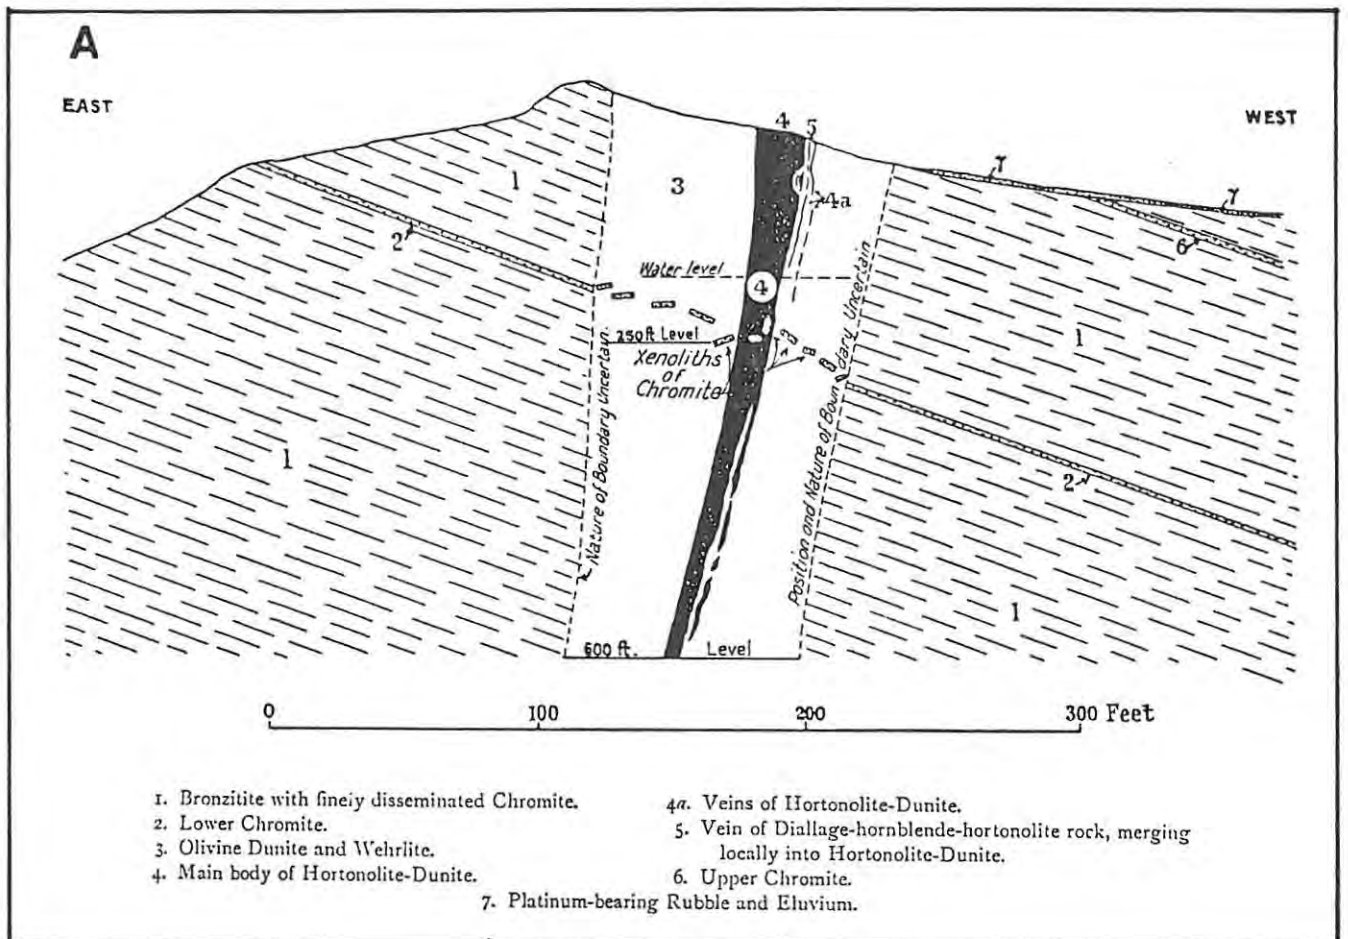 A
EAST
WEST
4 5
7
1
3
4a
7
2
6
Water level
4
250ft Level
1
Xenoliths
of
Chromite
Nature of Boundary Uncertain.
Position and Nature of Boundary Uncertain
1
2
1
600 ft. Level
0 100 200 300 Feet
1. Bronzitite with finely disseminated Chromite.
2. Lower Chromite.
3. Olivine Dunite and Wehrlite.
4. Main body of Hortonolite-Dunite.
4a. Veins of Hortonolite-Dunite.
5. Vein of Diallage-hornblende-hortonolite rock, merging
locally into Hortonolite-Dunite.
6. Upper Chromite.
7. Platinum-bearing Rubble and Eluvium.